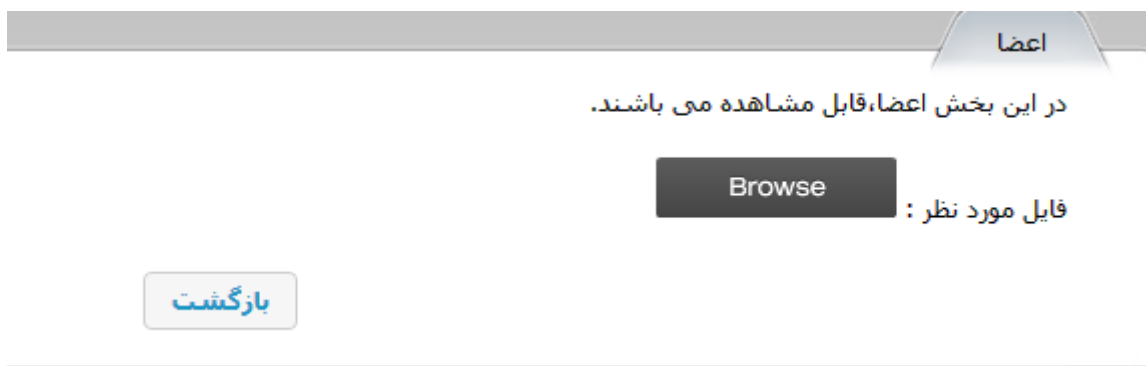 اعضا
در این بخش اعضا،قابل مشاهده می باشند.
فایل مورد نظر : Browse
بازگشت